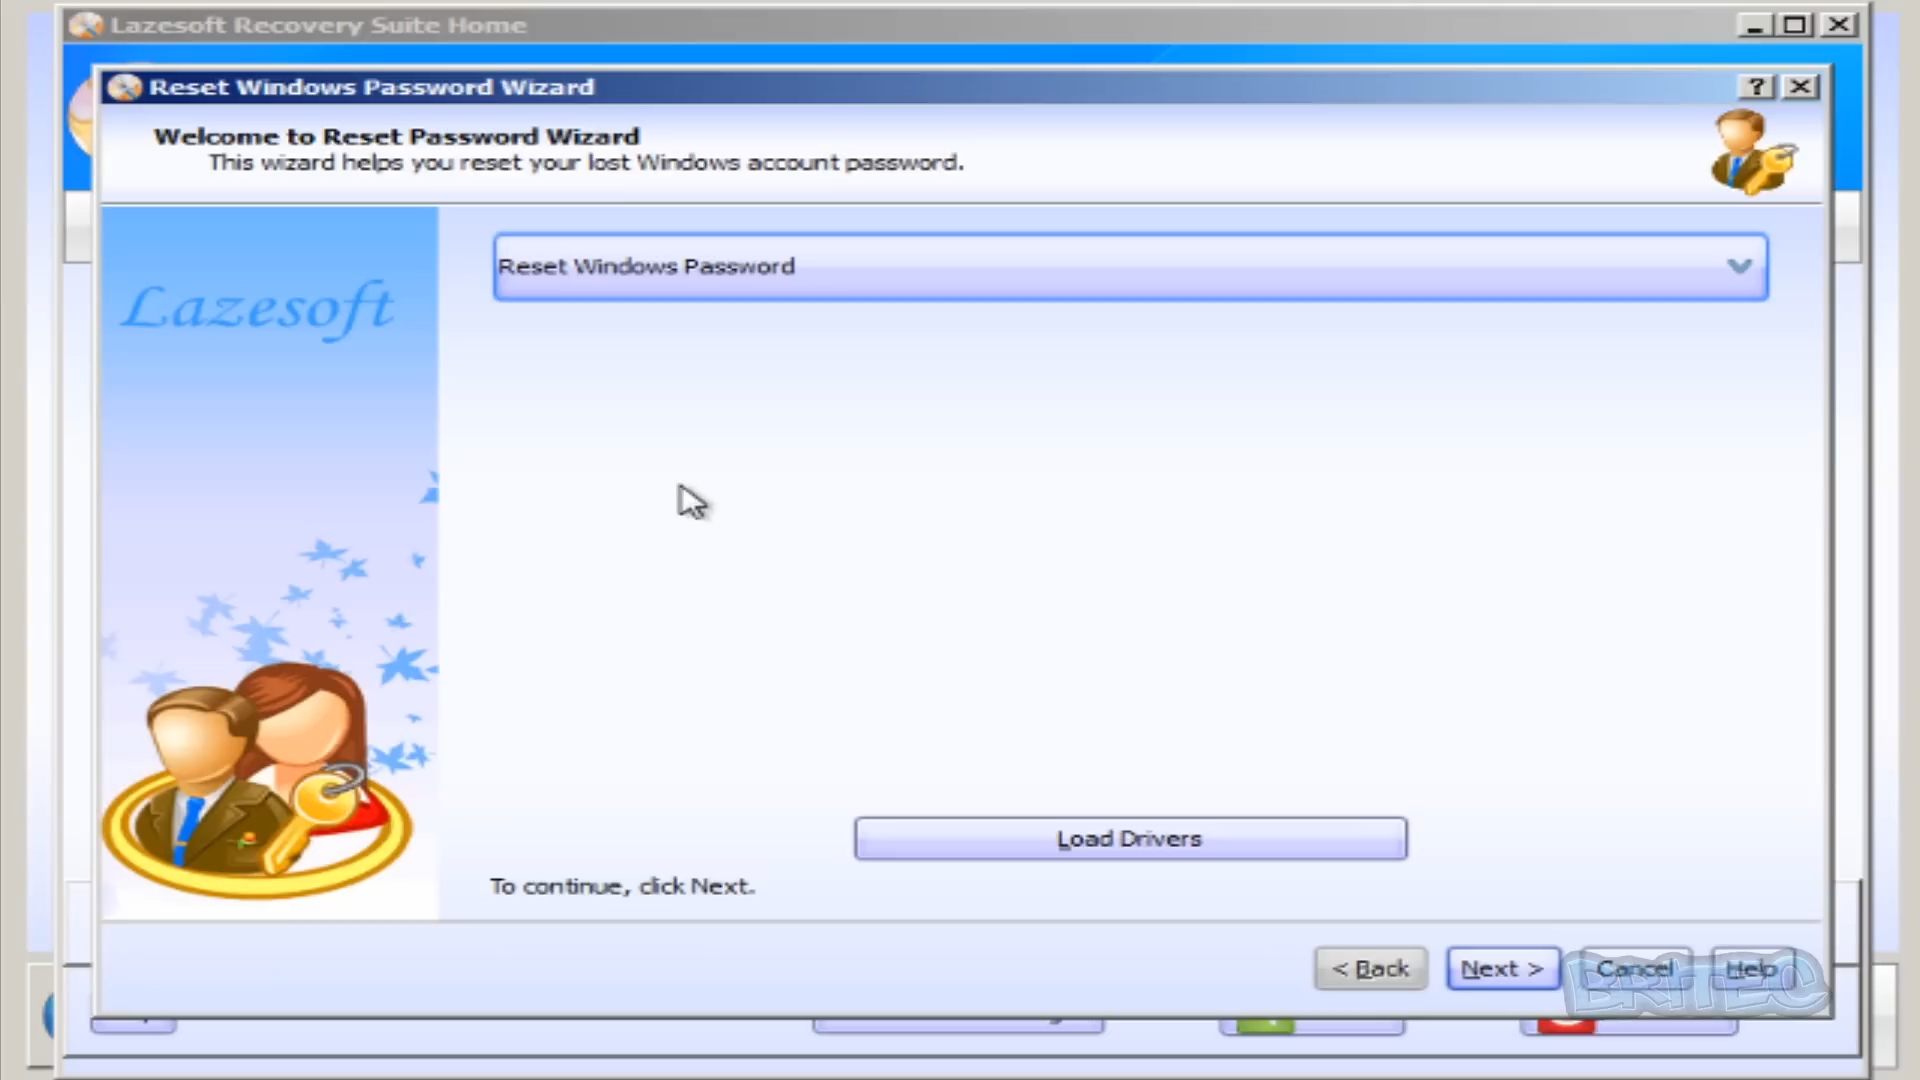 Lazesoft Recovery Suite Home
Reset Windows Password Wizard
?
Welcome to Reset Password Wizard
This wizard helps you reset your lost Windows account password.
Lazesoft
Reset Windows Password
Load Drivers
To continue, click Next.
< Back
Next >
Cancel
Help
BRITEC